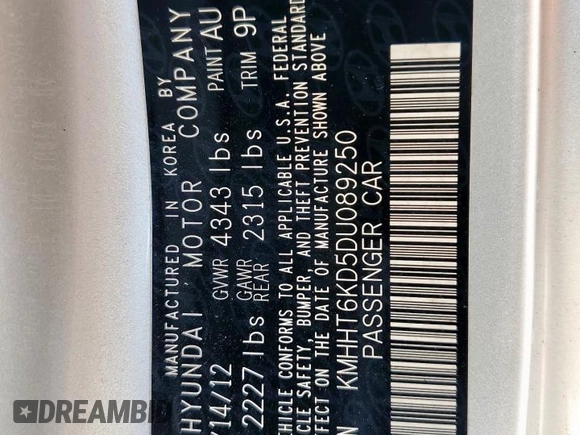 MANUFACTURED IN KOREA BY
HYUNDAI MOTOR COMPANY
/14/12 GVWR 4343 lbs PAINT AU
2227 lbs GAWR REAR 2315 lbs TRIM 9P
VEHICLE CONFORMS TO ALL APPLICABLE U.S.A. FEDERAL
CLE SAFETY, BUMPER, AND THEFT PREVENTION STANDARD
EFFECT ON THE DATE OF MANUFACTURE SHOWN ABOVE
KMHHT6KD5DU089250
PASSENGER CAR
DREAMBID